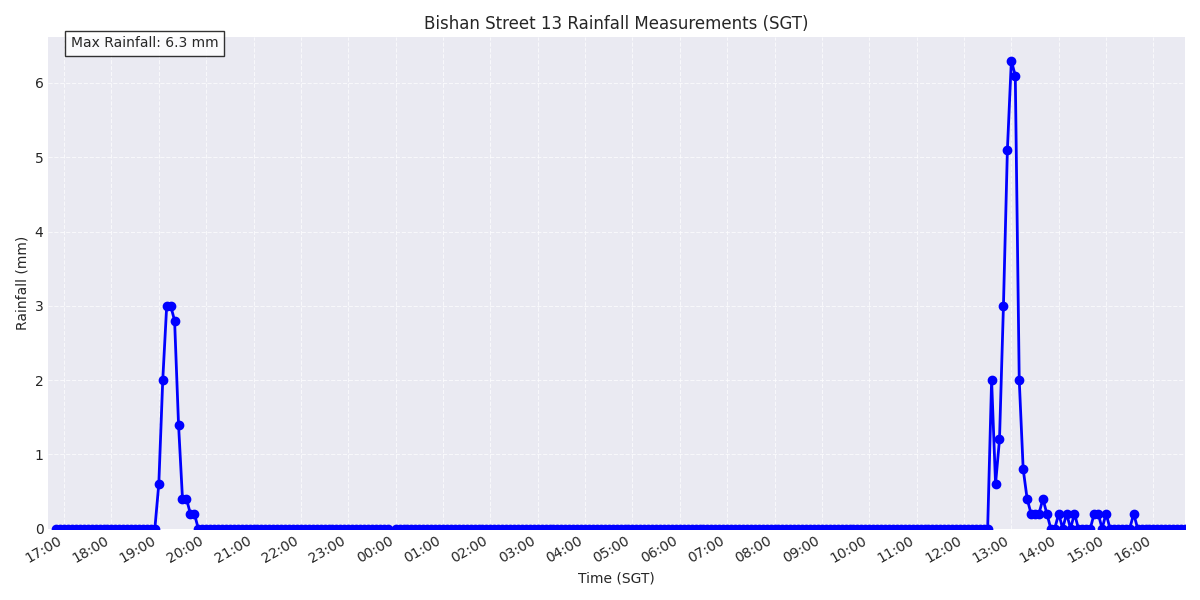 Bishan Street 13 Rainfall Measurements (SGT)
Max Rainfall: 6.3 mm
Rainfall (mm)
6
5
4
3
2
1
0
17:00 18:00 19:00 20:00 21:00 22:00 23:00 00:00 01:00 02:00 03:00 04:00 05:00 06:00 07:00 08:00 09:00 10:00 11:00 12:00 13:00 14:00 15:00 16:00
Time (SGT)